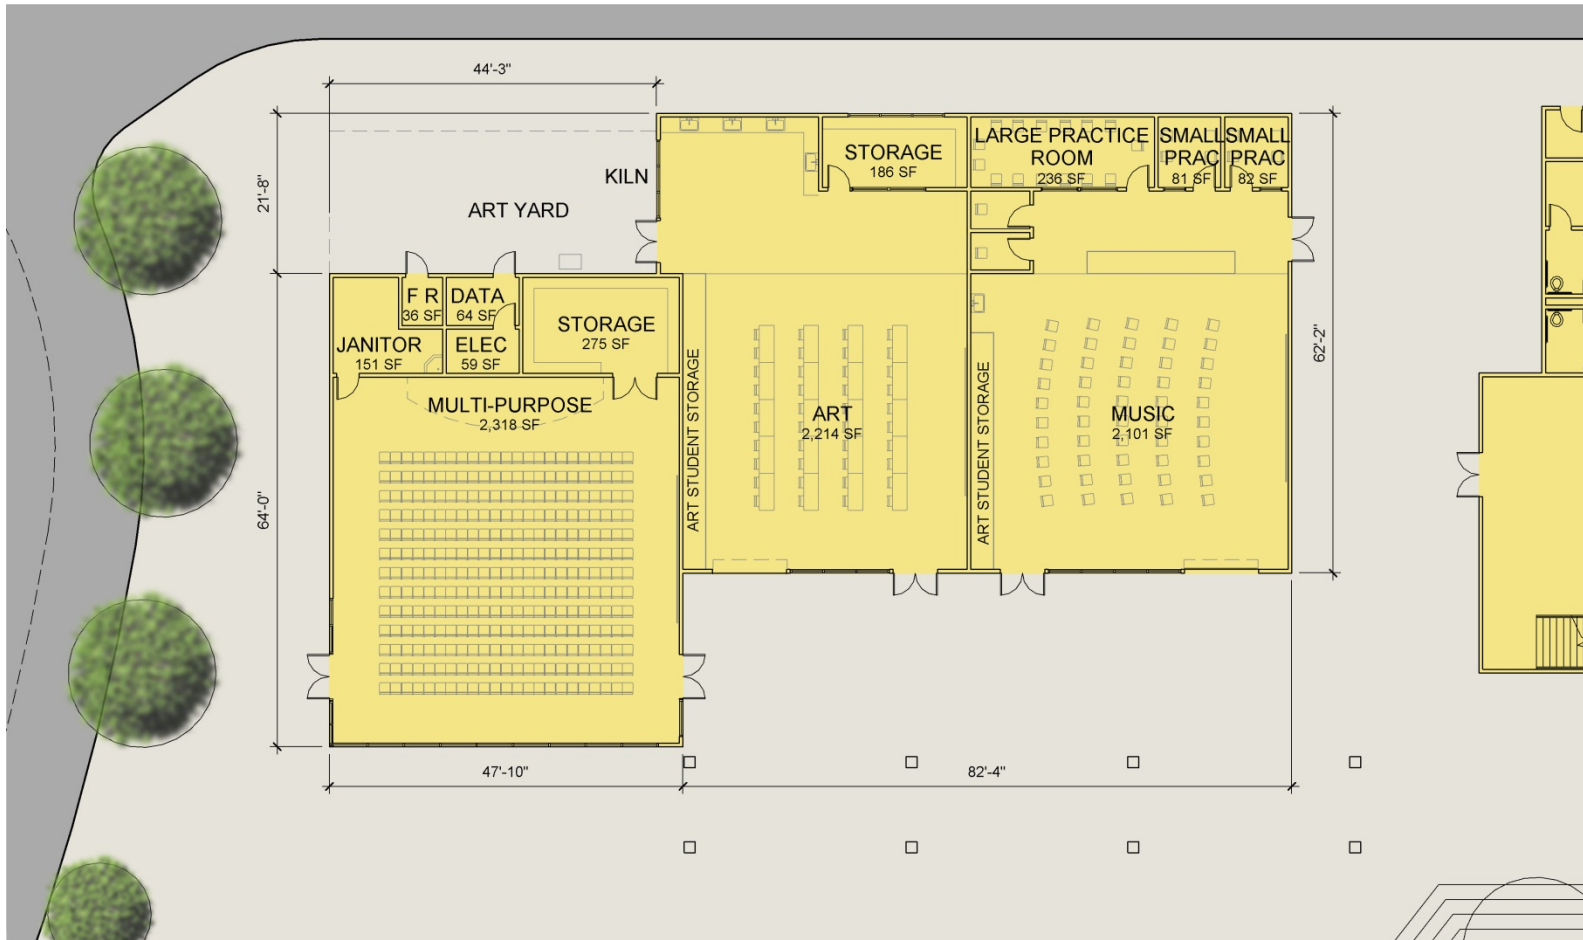 44'-3"
21'-8"
KILN
ART YARD
STORAGE
186 SF
LARGE PRACTICE
ROOM
236 SF
SMALL
PRAC
81 SF
SMALL
PRAC
82 SF
F R
36 SF
DATA
64 SF
STORAGE
275 SF
JANITOR
151 SF
ELEC
59 SF
62'-2"
MULTI-PURPOSE
2,318 SF
ART STUDENT STORAGE
ART
2,214 SF
ART STUDENT STORAGE
MUSIC
2,101 SF
64'-0"
47'-10"
82'-4"